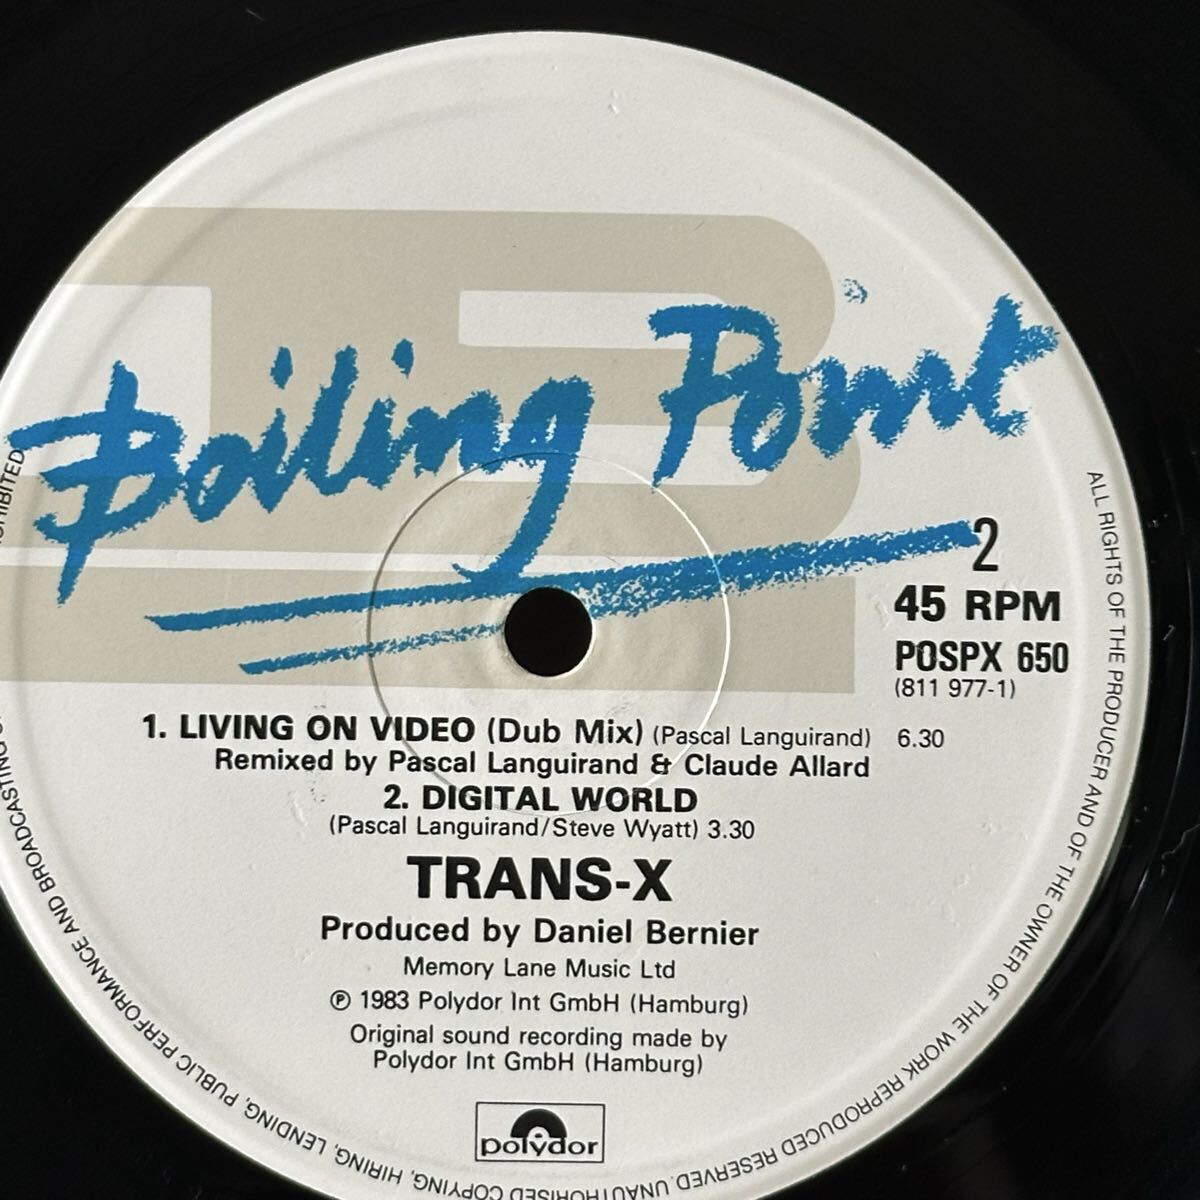 Boiling Point
2
45 RPM
POSPX 650
(811 977-1)
1. LIVING ON VIDEO (Dub Mix) (Pascal Languirand) 6.30
Remixed by Pascal Languirand & Claude Allard
2. DIGITAL WORLD
(Pascal Languirand/Steve Wyatt) 3.30
TRANS-X
Produced by Daniel Bernier
Memory Lane Music Ltd
℗ 1983 Polydor Int GmbH (Hamburg)
Original sound recording made by
Polydor Int GmbH (Hamburg)
polydor
ALL RIGHTS OF THE PRODUCER AND OF THE OWNER OF THE WORK REPRODUCED RESERVED. UNAUTHORISED COPYING, HIRING, LENDING, PUBLIC PERFORMANCE AND BROADCASTING